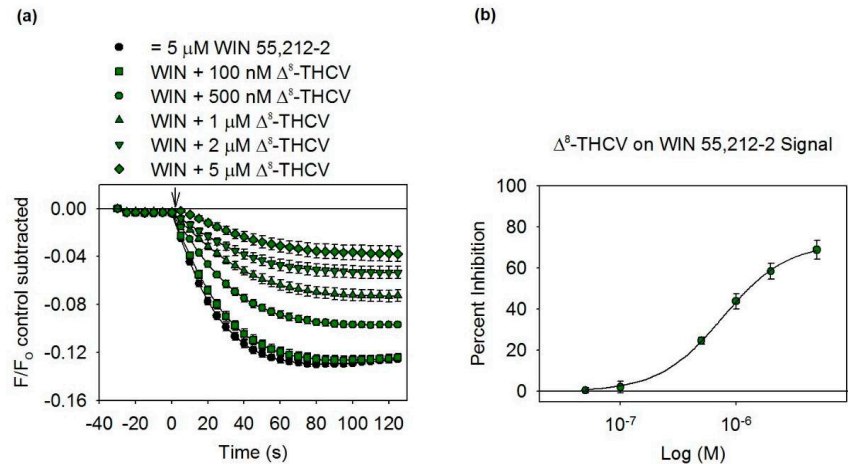 (a)
= 5 μM WIN 55,212-2
WIN + 100 nM Δ⁸-THCV
WIN + 500 nM Δ⁸-THCV
WIN + 1 μM Δ⁸-THCV
WIN + 2 μM Δ⁸-THCV
WIN + 5 μM Δ⁸-THCV
F/F₀ control subtracted
0.00
-0.04
-0.08
-0.12
-0.16
-40 -20 0 20 40 60 80 100 120
Time (s)
(b)
Δ⁸-THCV on WIN 55,212-2 Signal
Percent Inhibition
100
80
60
40
20
0
10⁻⁷ 10⁻⁶
Log (M)